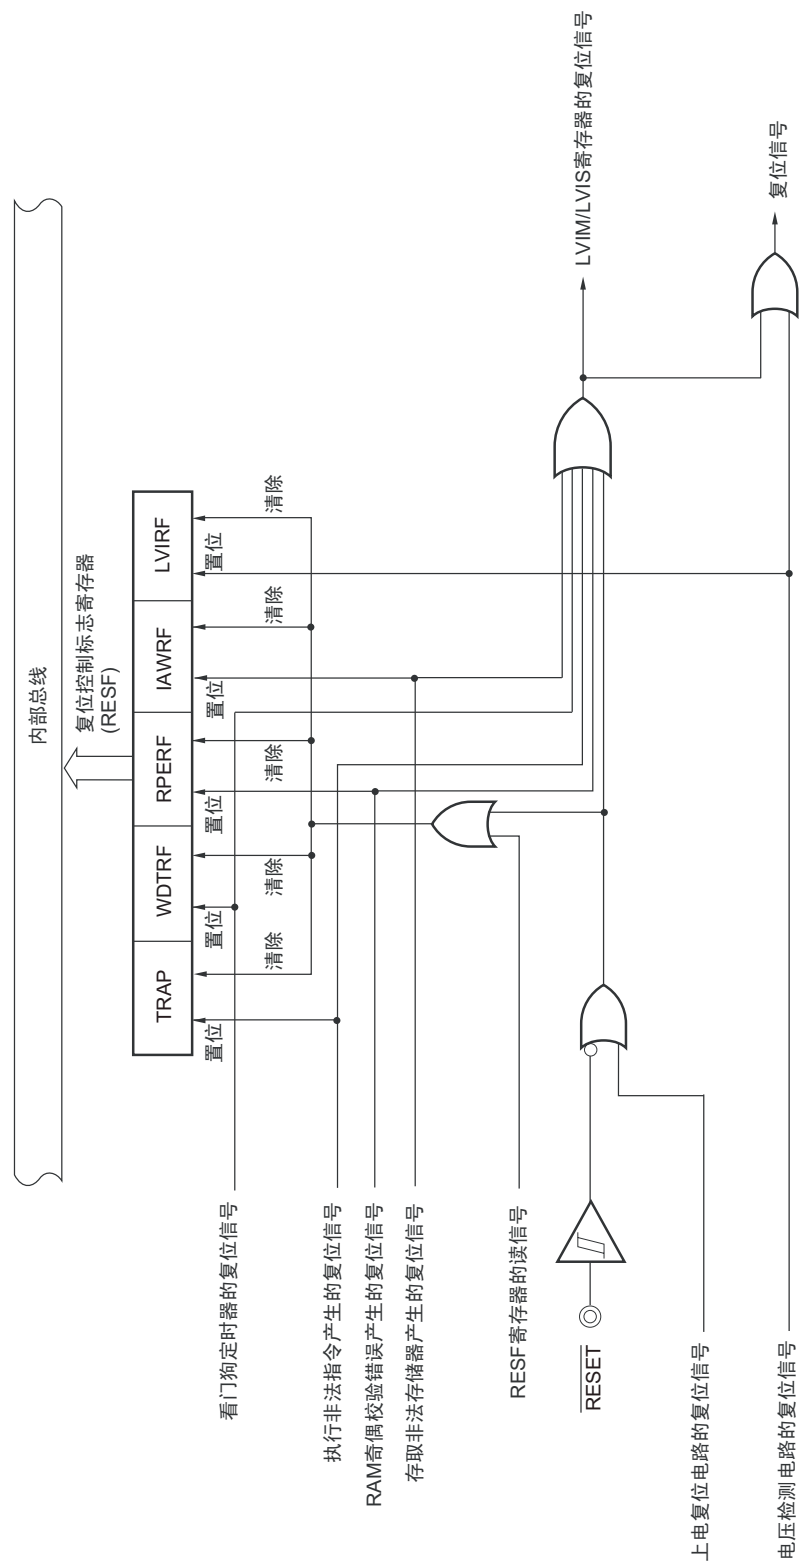 内部总线
复位控制标志寄存器
(RESF)
TRAP
WDTRF
RPERF
IAWRF
LVIRF
置位
清除
置位
清除
置位
清除
置位
清除
置位
清除
看门狗定时器的复位信号
执行非法指令产生的复位信号
RAM奇偶校验错误产生的复位信号
存取非法存储器产生的复位信号
RESF寄存器的读信号
RESET
上电复位电路的复位信号
电压检测电路的复位信号
LVIM/LVIS寄存器的复位信号
复位信号